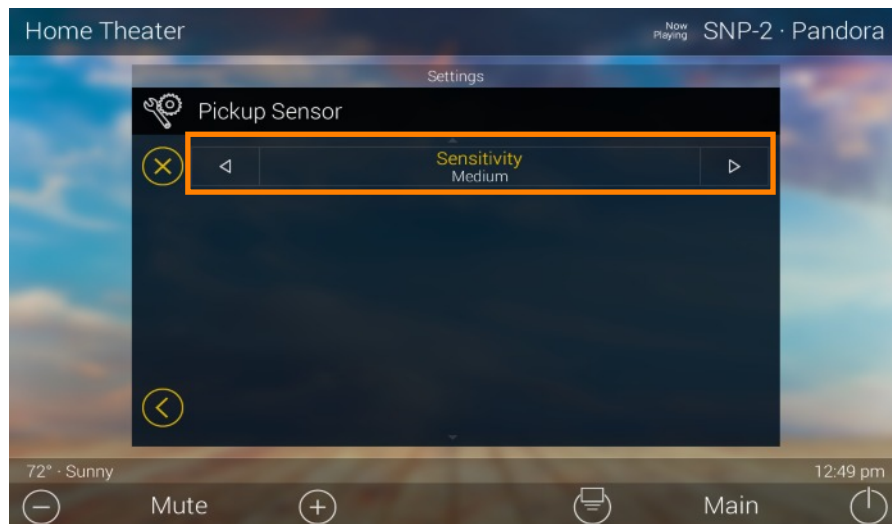 Home Theater
Now Playing SNP-2 · Pandora
Settings
Pickup Sensor
Sensitivity
Medium
72° · Sunny
12:49 pm
Mute
Main